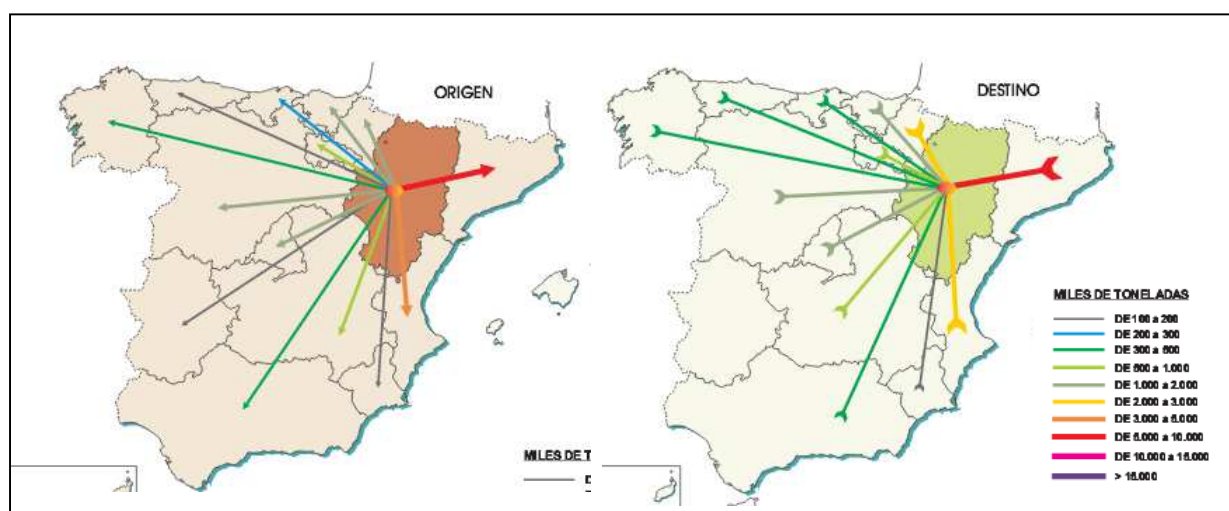 ORIGEN
DESTINO
MILES DE T
D
MILES DE TONELADAS
DE 100 a 200
DE 200 a 300
DE 300 a 500
DE 500 a 1.000
DE 1.000 a 2.000
DE 2.000 a 3.000
DE 3.000 a 5.000
DE 5.000 a 10.000
DE 10.000 a 15.000
> 15.000